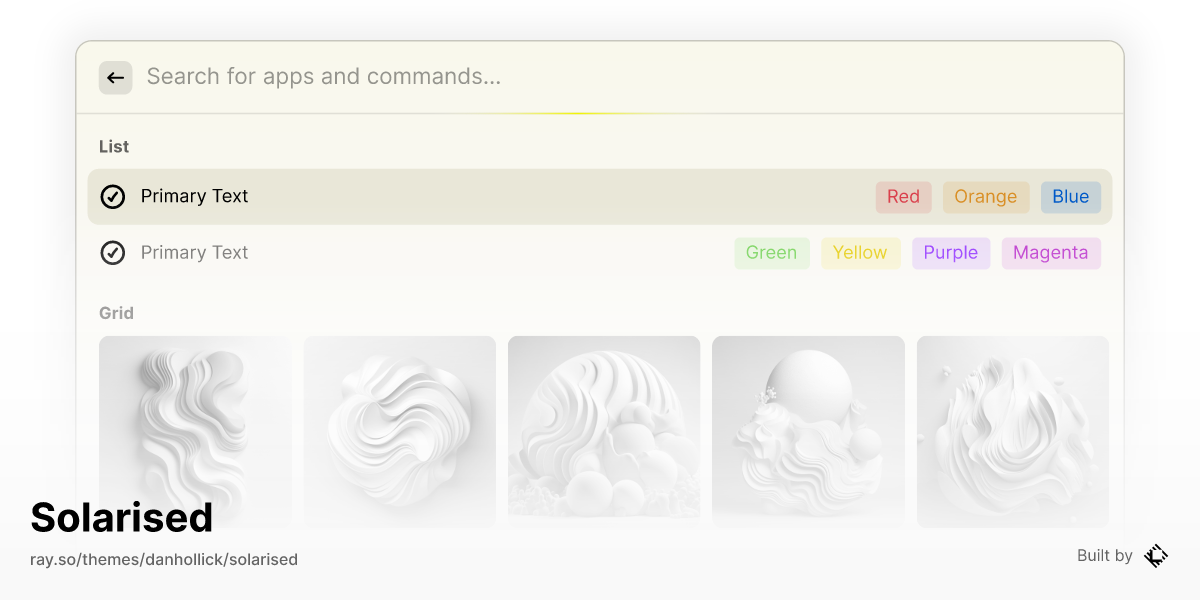 Search for apps and commands...
List
Primary Text Red Orange Blue
Primary Text Green Yellow Purple Magenta
Grid
Solarised
ray.so/themes/danhollick/solarised
Built by